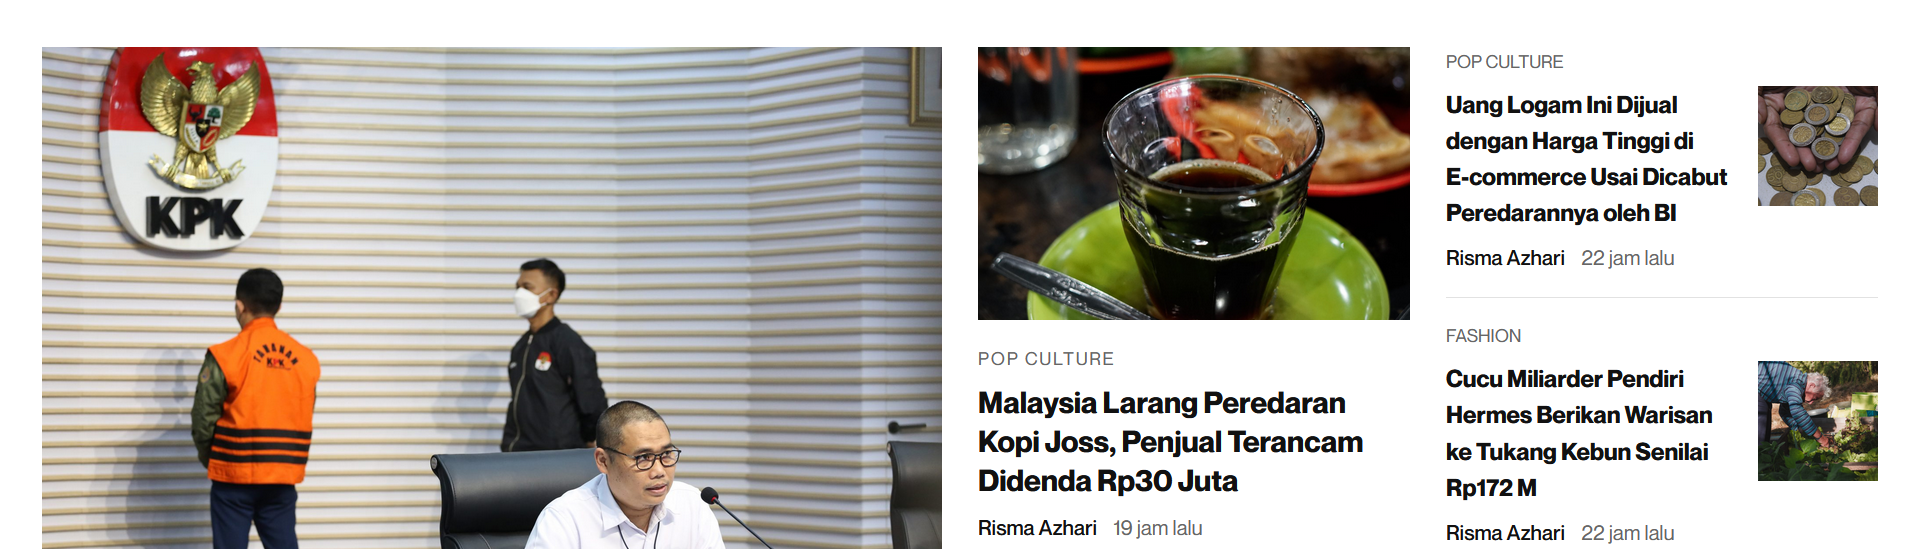 KPK
TAHANAN
KPK
POP CULTURE
Malaysia Larang Peredaran
Kopi Joss, Penjual Terancam
Didenda Rp30 Juta
Risma Azhari 19 jam lalu
POP CULTURE
Uang Logam Ini Dijual
dengan Harga Tinggi di
E-commerce Usai Dicabut
Peredarannya oleh BI
Risma Azhari 22 jam lalu
FASHION
Cucu Miliarder Pendiri
Hermes Berikan Warisan
ke Tukang Kebun Senilai
Rp172 M
Risma Azhari 22 jam lalu